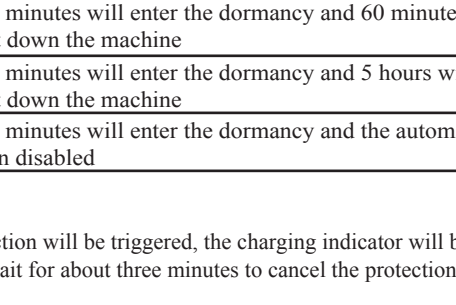 minutes will enter the dormancy and 60 minute
down the machine
minutes will enter the dormancy and 5 hours w
down the machine
minutes will enter the dormancy and the autom
n disabled
ction will be triggered, the charging indicator will b
ait for about three minutes to cancel the protection